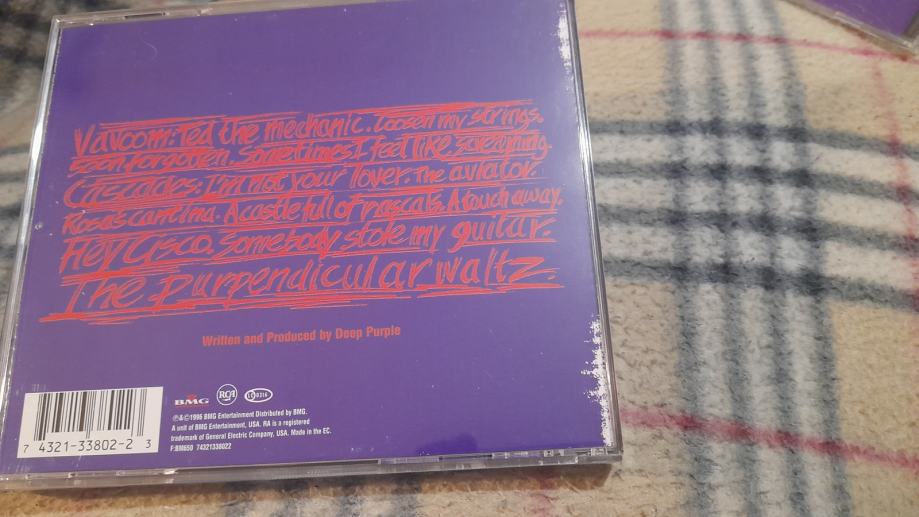 Vavoom: Ted the mechanic. Loosen my strings.
soon forgotten. Sometimes I feel like screaming.
Cascades: I'm not your lover. The aviator.
Rosa's cantina. A castle full of rascals. A touch away.
Hey Cisco. Somebody stole my guitar.
The Purpendicular waltz.
Written and Produced by Deep Purple
BMG RCA
℗&©1996 BMG Entertainment Distributed by BMG.
A unit of BMG Entertainment, USA. RA is a registered
trademark of General Electric Company, USA. Made in the EC.
F:BM650 74321338022
7 4321-33802-2 3